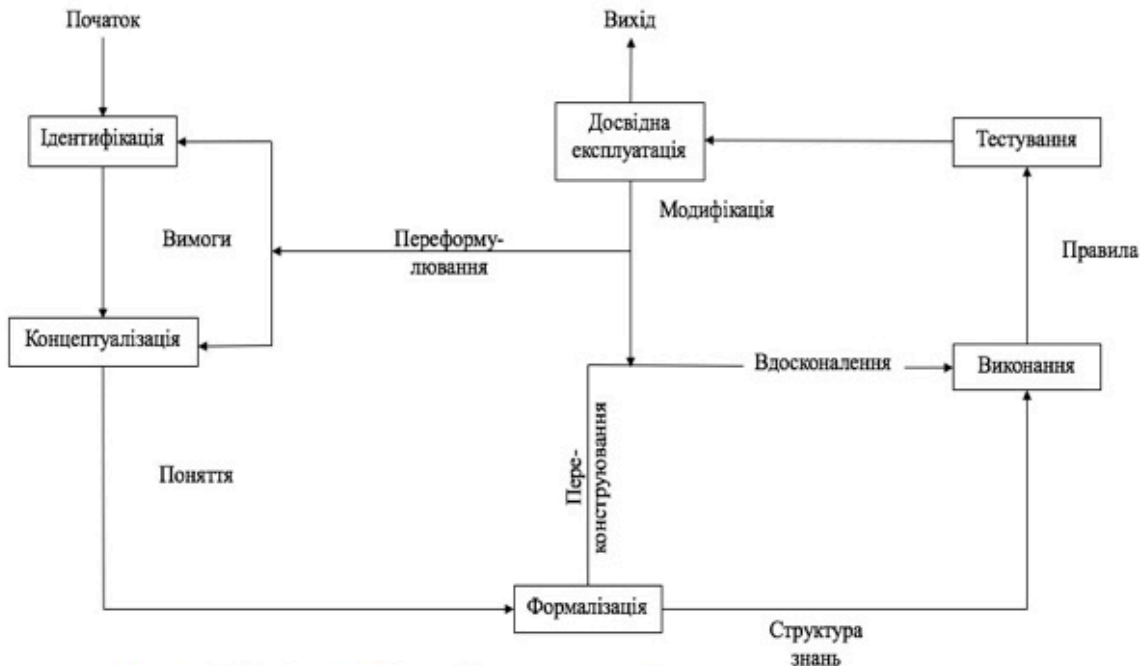 Початок
Вихід
Ідентифікація
Досвідна
експлуатація
Тестування
Модифікація
Вимоги
Переформу-
лювання
Правила
Концептуалізація
Вдосконалення
Виконання
Пере-
конструювання
Поняття
Формалізація
Структура
знань